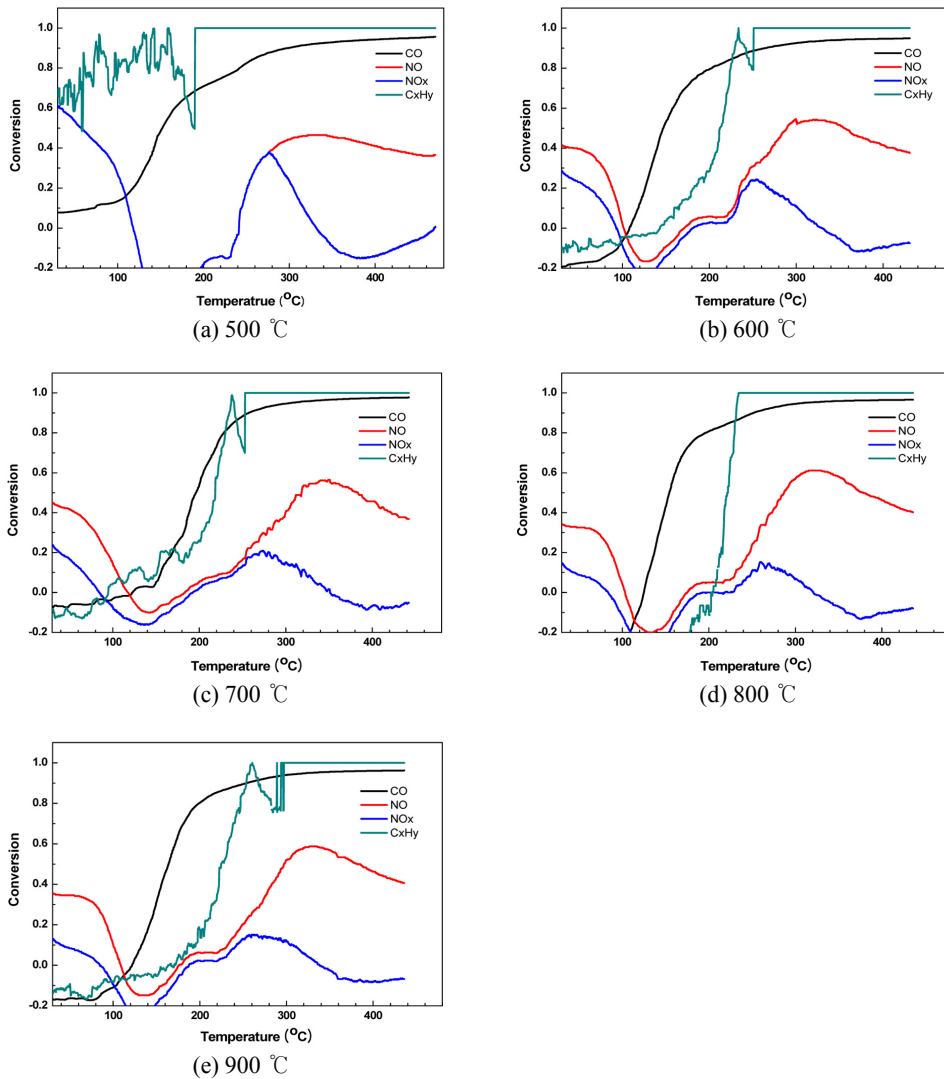 1.0
0.8
0.6
0.4
0.2
0.0
-0.2
Conversion
CO
NO
NOx
CxHy
100
200
300
400
Temperatrue (OC)
(a) 500 ℃
1.0
0.8
0.6
0.4
0.2
0.0
-0.2
Conversion
CO
NO
NOx
CxHy
100
200
300
400
Temperature (OC)
(b) 600 ℃
1.0
0.8
0.6
0.4
0.2
0.0
-0.2
Conversion
CO
NO
NOx
CxHy
100
200
300
400
Temperature (OC)
(c) 700 ℃
1.0
0.8
0.6
0.4
0.2
0.0
-0.2
Conversion
CO
NO
NOx
CxHy
100
200
300
400
Temperature (OC)
(d) 800 ℃
1.0
0.8
0.6
0.4
0.2
0.0
-0.2
Conversion
CO
NO
NOx
CxHy
100
200
300
400
Temperature (OC)
(e) 900 ℃